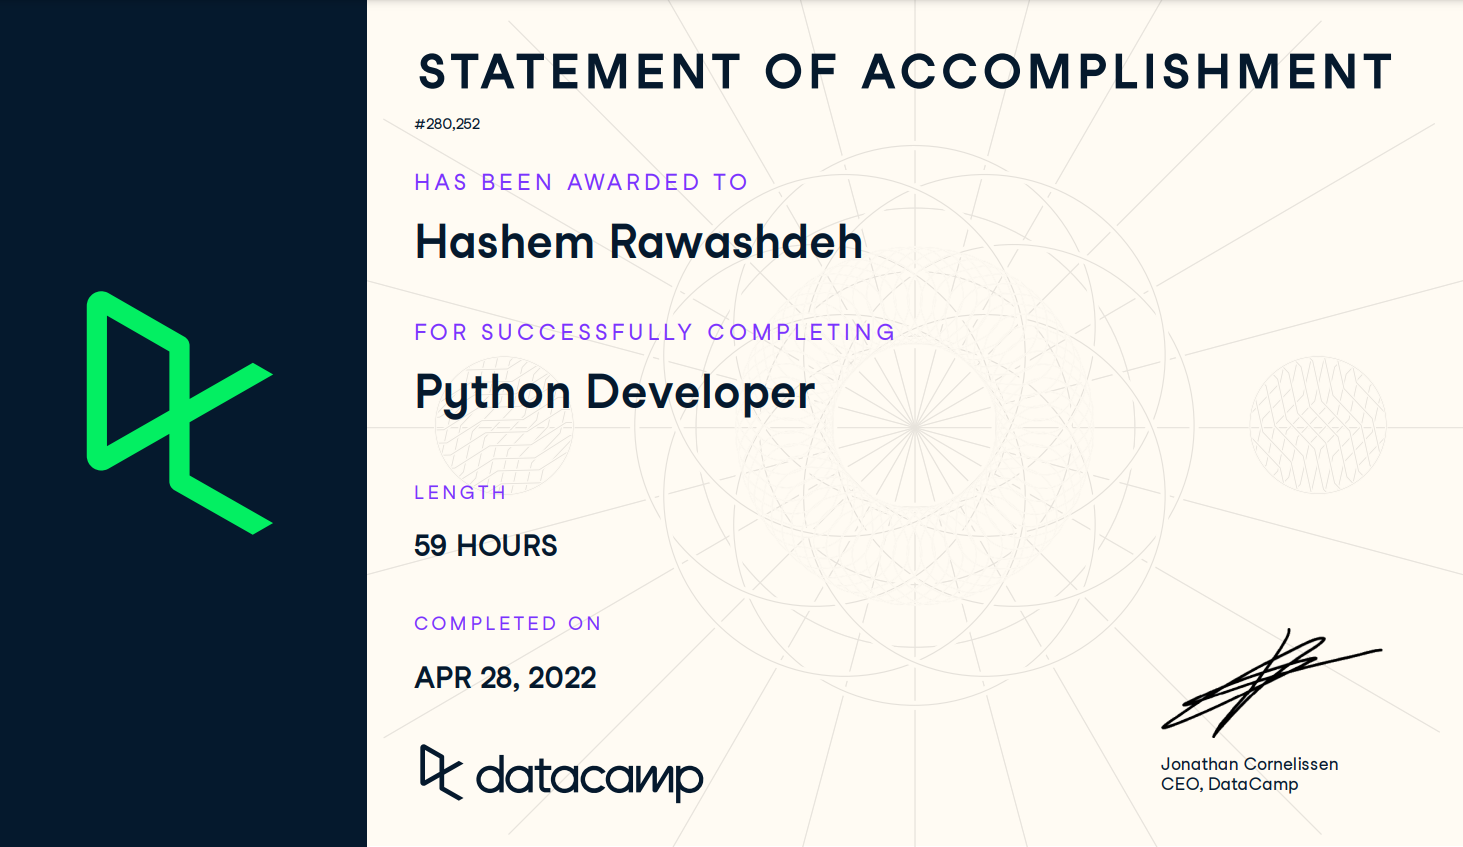 STATEMENT OF ACCOMPLISHMENT
#280,252
HAS BEEN AWARDED TO
Hashem Rawashdeh
FOR SUCCESSFULLY COMPLETING
Python Developer
LENGTH
59 HOURS
COMPLETED ON
APR 28, 2022
datacamp
Jonathan Cornelissen
CEO, DataCamp